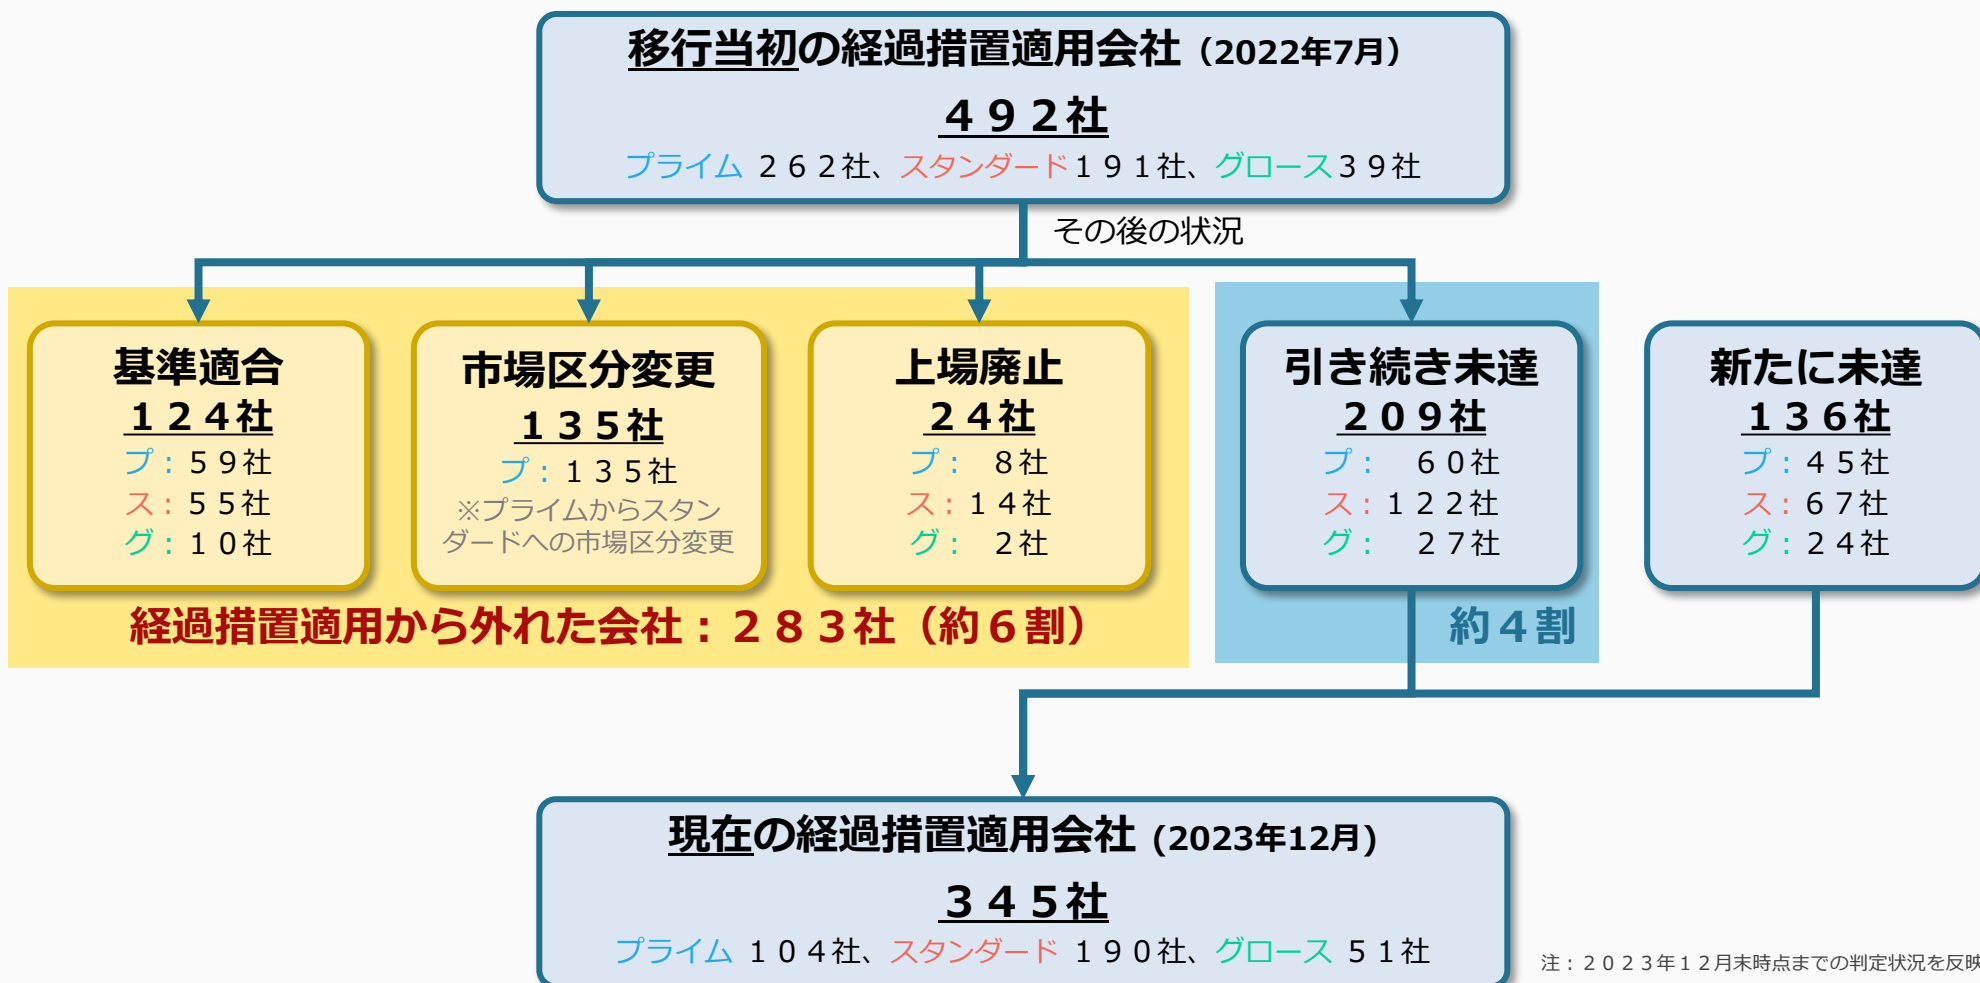 移行当初の経過措置適用会社（2022年7月）
４９２社
プライム ２６２社、スタンダード１９１社、グロース３９社
その後の状況
基準適合
１２４社
プ：５９社
ス：５５社
グ：１０社
市場区分変更
１３５社
プ：１３５社
※プライムからスタン
ダードへの市場区分変更
上場廃止
２４社
プ： ８社
ス：１４社
グ： ２社
経過措置適用から外れた会社：２８３社（約６割）
引き続き未達
２０９社
プ： ６０社
ス：１２２社
グ： ２７社
約４割
新たに未達
１３６社
プ：４５社
ス：６７社
グ：２４社
現在の経過措置適用会社 (2023年12月)
３４５社
プライム １０４社、スタンダード １９０社、グロース ５１社
注：２０２３年１２月末時点までの判定状況を反映